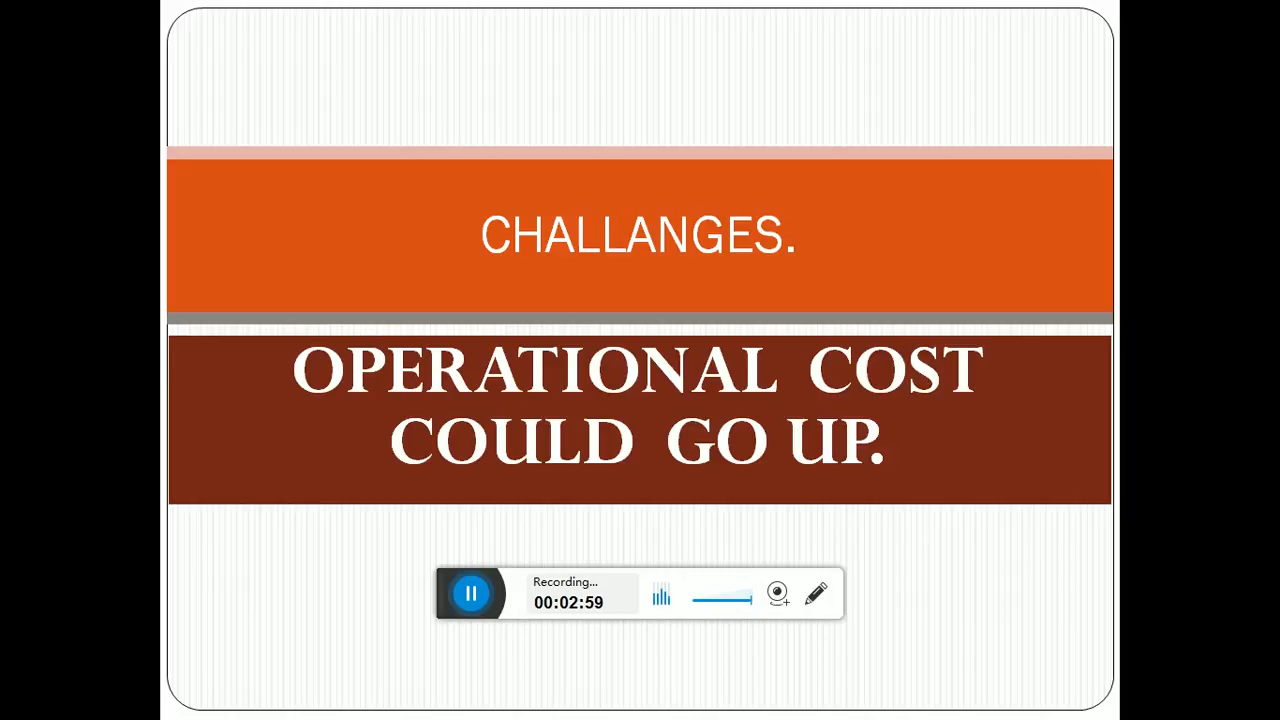 CHALLANGES.
OPERATIONAL COST
COULD GO UP.
Recording...
00:02:59